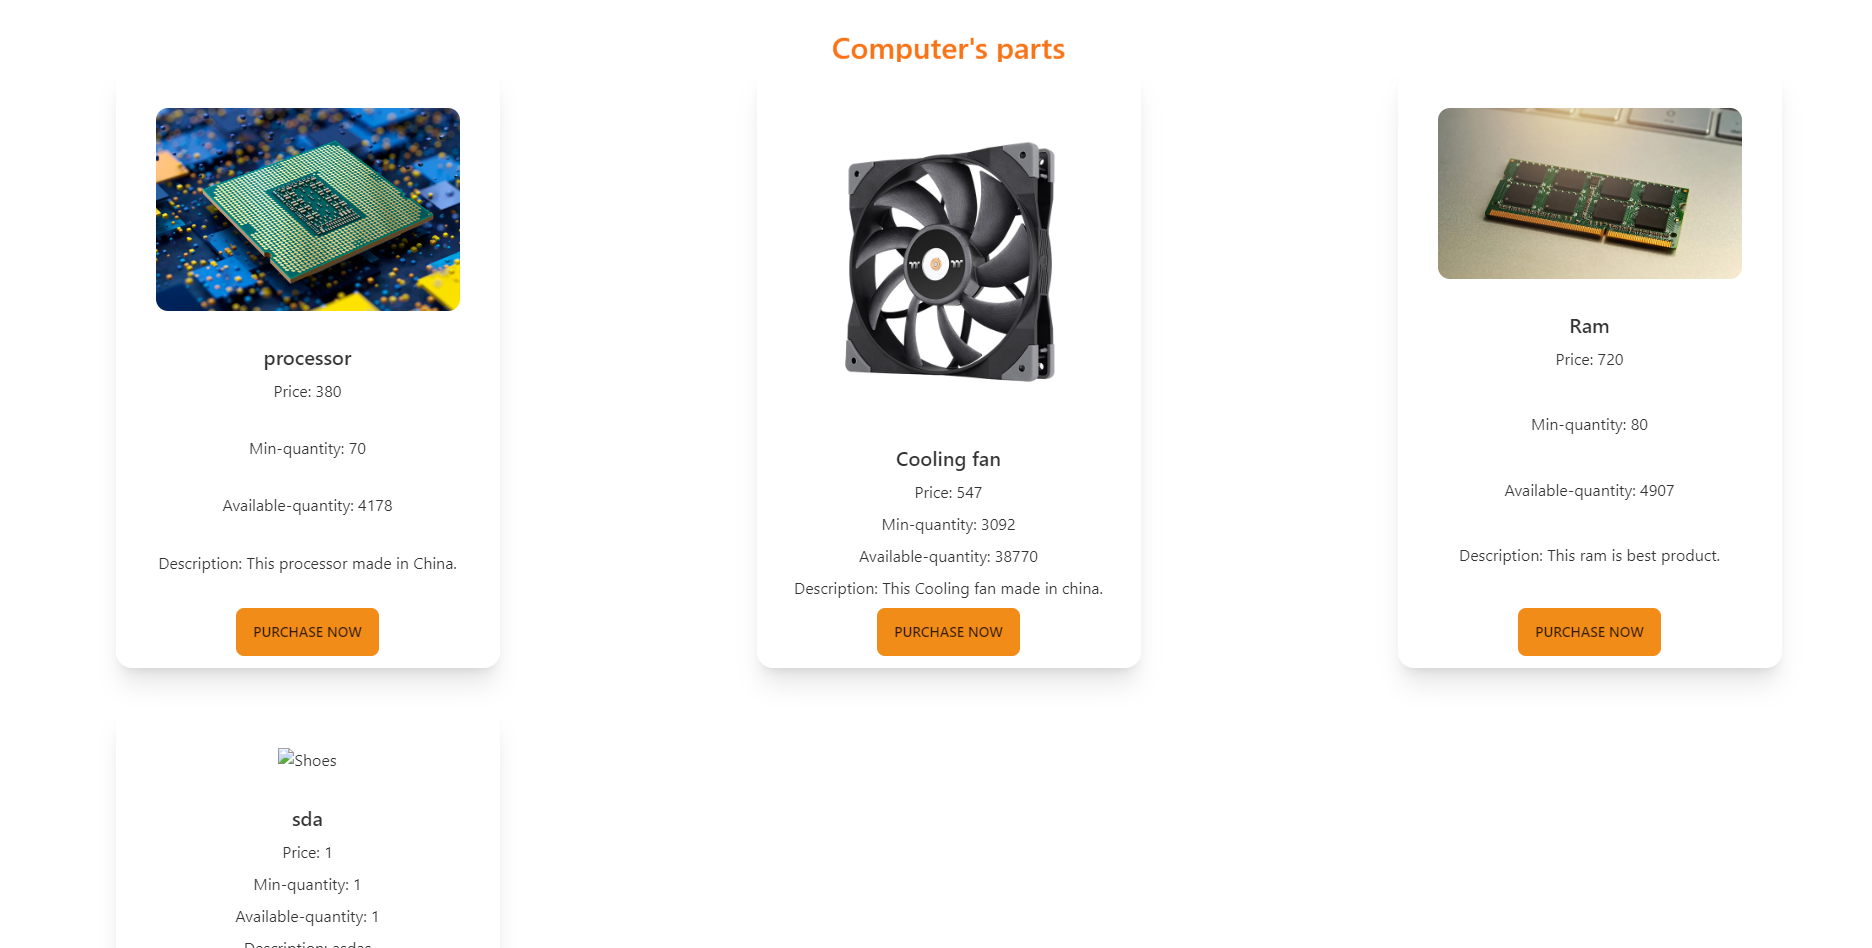 Computer's parts
processor
Price: 380
Min-quantity: 70
Available-quantity: 4178
Description: This processor made in China.
PURCHASE NOW
Cooling fan
Price: 547
Min-quantity: 3092
Available-quantity: 38770
Description: This Cooling fan made in china.
PURCHASE NOW
Ram
Price: 720
Min-quantity: 80
Available-quantity: 4907
Description: This ram is best product.
PURCHASE NOW
Shoes
sda
Price: 1
Min-quantity: 1
Available-quantity: 1
Description: asdas